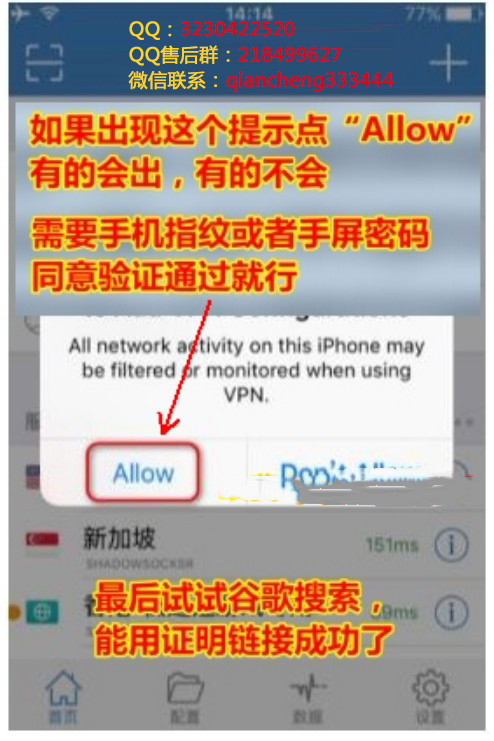 14:14
77%
QQ：3230422520
QQ售后群：218499627
微信联系：qiancheng333444
如果出现这个提示点“Allow”
有的会出，有的不会
需要手机指纹或者手屏密码
同意验证通过就行
All network activity on this iPhone may
be filtered or monitored when using
VPN.
Allow
新加坡
151ms
SHADOWSOCKSR
最后试试谷歌搜索，
能用证明链接成功了
首页
配置
数据
设置